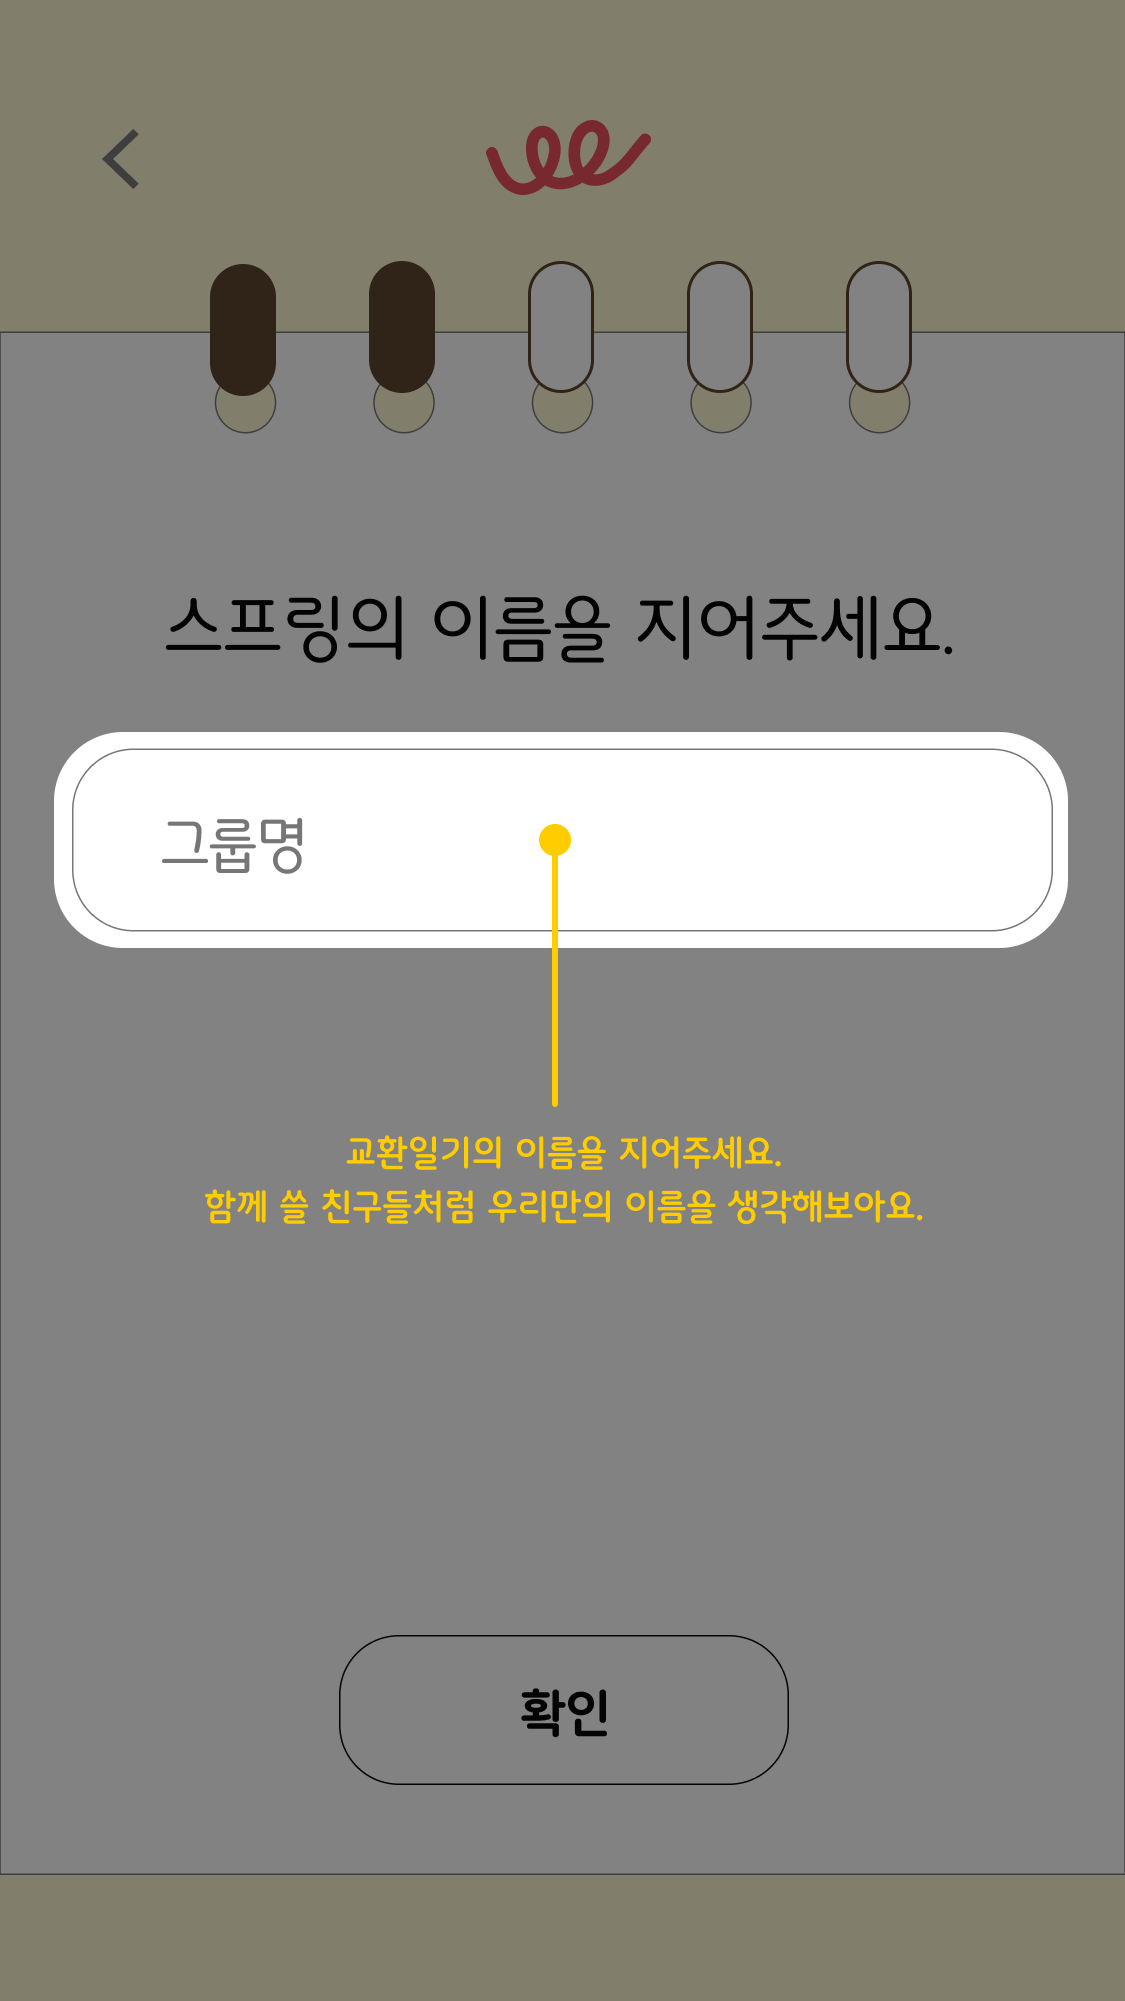 스프링의 이름을 지어주세요.
그룹명
교환일기의 이름을 지어주세요.
함께 쓸 친구들처럼 우리만의 이름을 생각해보아요.
확인